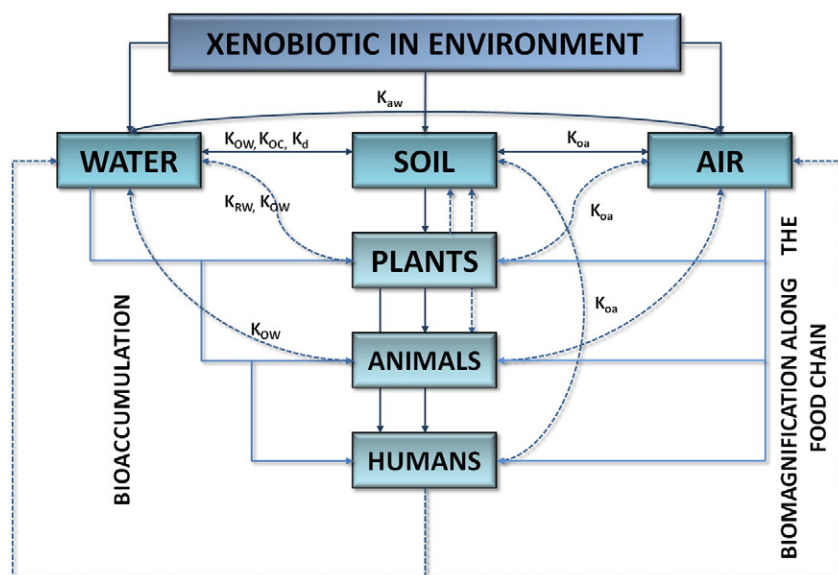 XENOBIOTIC IN ENVIRONMENT
Kaw
KOW, KOC, Kd
Koa
WATER
SOIL
AIR
KRW, KOW
Koa
PLANTS
Koa
KOW
ANIMALS
HUMANS
BIOACCUMULATION
BIOMAGNIFICATION ALONG THE
FOOD CHAIN